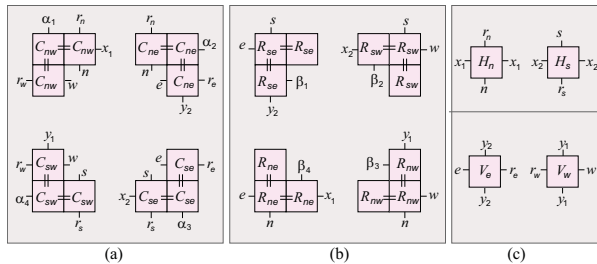 α1 rn
Cnw Cnw x1
rw Cnw w n
rn
Cnw Cne α2
n e Cne re
y2
y1
rw Csw w s
α4 Csw Csw
rs
e Cse re
s
x2 Cse Cse
rs α3
(a)
s
e Rse Rse
Rse β1
y2
s
x2 Rsw Rsw w
β2 Rsw
Rne β4
e Rne Rne x1
n
y1
β3 Rnw
Rnw Rnw w
n
(b)
rn
x1 Hn x1
n
s
x2 Hs x2
rs
y2
e Ve re
y2
y1
rw Vw w
y1
(c)